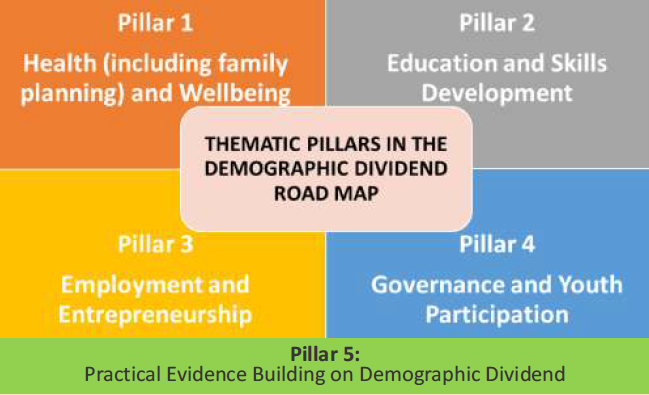 Pillar 1
Health (including family
planning) and Wellbeing
Pillar 2
Education and Skills
Development
THEMATIC PILLARS IN THE
DEMOGRAPHIC DIVIDEND
ROAD MAP
Pillar 3
Employment and
Entrepreneurship
Pillar 4
Governance and Youth
Participation
Pillar 5:
Practical Evidence Building on Demographic Dividend